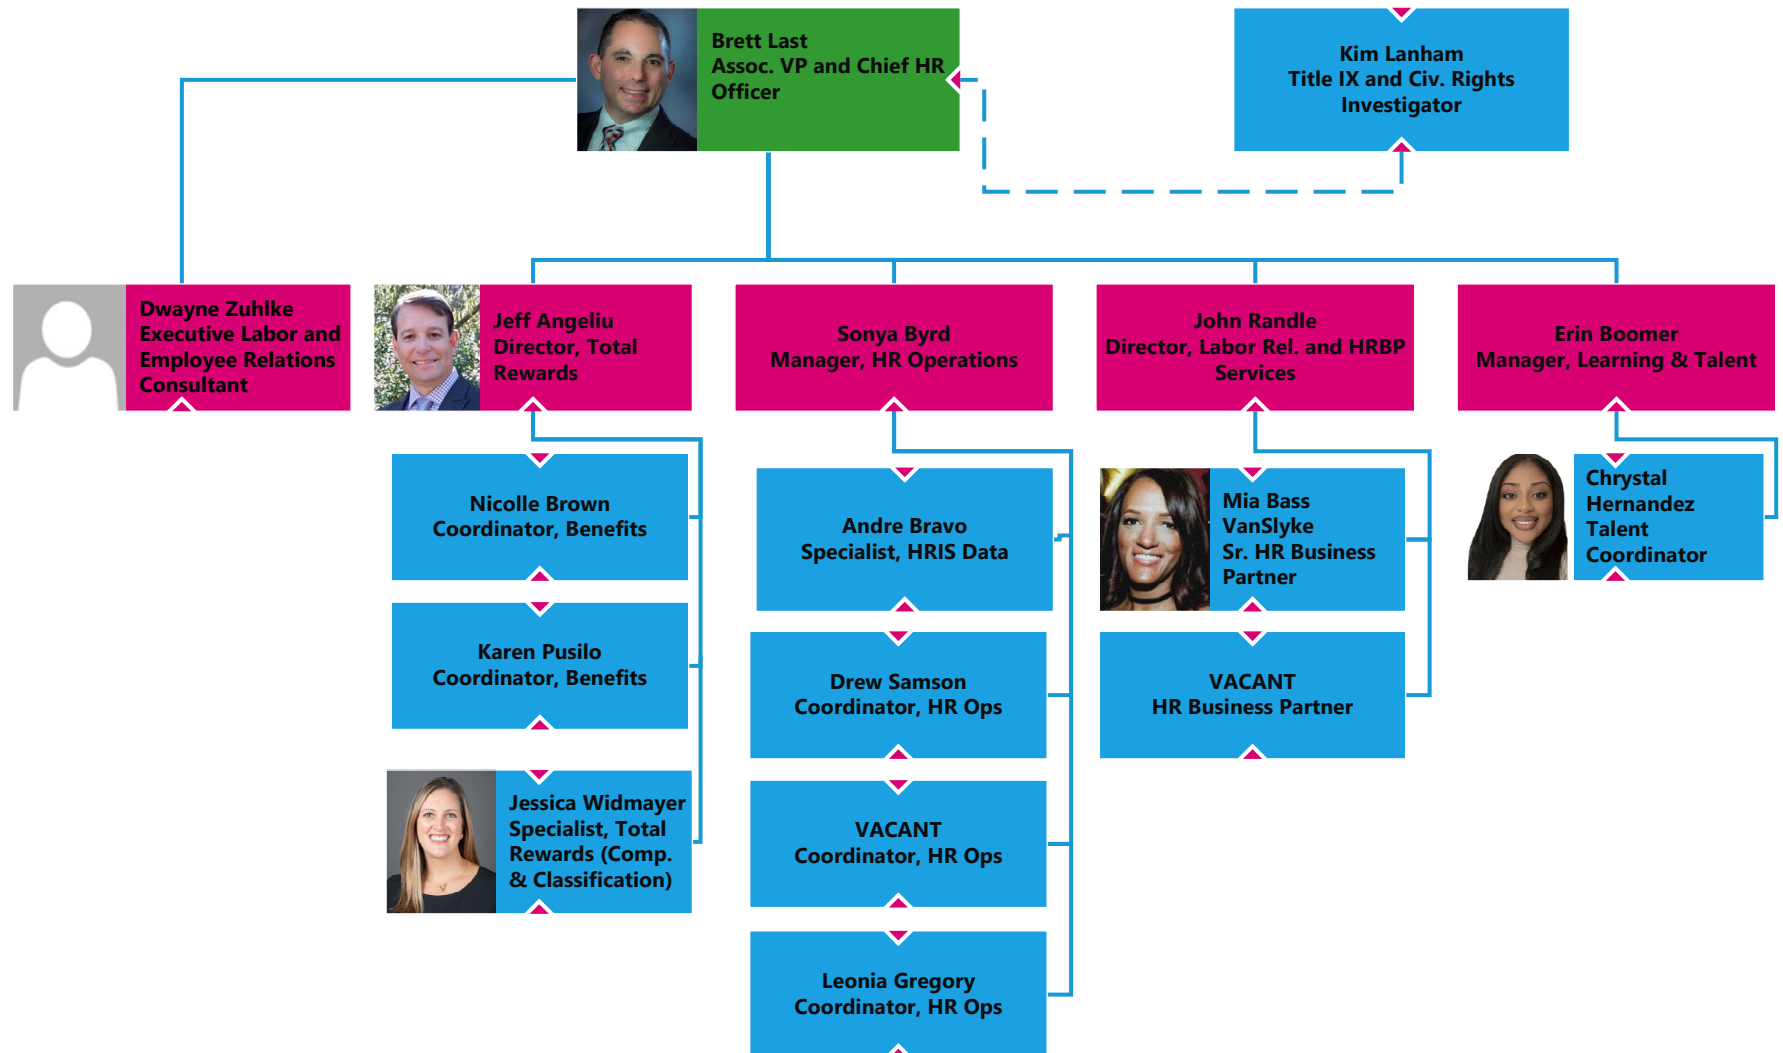 Brett Last
Assoc. VP and Chief HR
Officer
Kim Lanham
Title IX and Civ. Rights
Investigator
Dwayne Zuhlke
Executive Labor and
Employee Relations
Consultant
Jeff Angeliu
Director, Total
Rewards
Sonya Byrd
Manager, HR Operations
John Randle
Director, Labor Rel. and HRBP
Services
Erin Boomer
Manager, Learning & Talent
Nicolle Brown
Coordinator, Benefits
Karen Pusilo
Coordinator, Benefits
Jessica Widmayer
Specialist, Total
Rewards (Comp.
& Classification)
Andre Bravo
Specialist, HRIS Data
Drew Samson
Coordinator, HR Ops
VACANT
Coordinator, HR Ops
Leonia Gregory
Coordinator, HR Ops
Mia Bass
VanSlyke
Sr. HR Business
Partner
VACANT
HR Business Partner
Chrystal
Hernandez
Talent
Coordinator